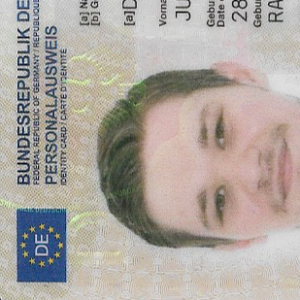 BUNDESREPUBLIK DE
FEDERAL REPUBLIC OF GERMANY / RÉPUBLIQUE
PERSONALAUSWEIS
IDENTITY CARD / CARTE D'IDENTITÉ
DE
[a] Na
[b] G
[a]D
Vorna
JU
Gebu
Date
28
Gebu
RA